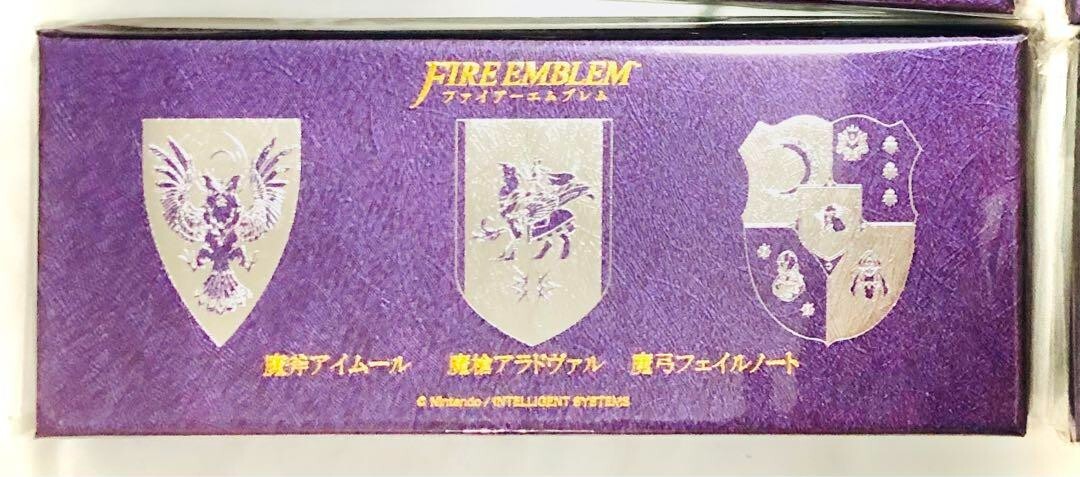 FIRE EMBLEM™
ファイアーエムブレム
魔斧アイムール 魔槍アラドヴァル 魔弓フェイルノート
© Nintendo / INTELLIGENT SYSTEMS